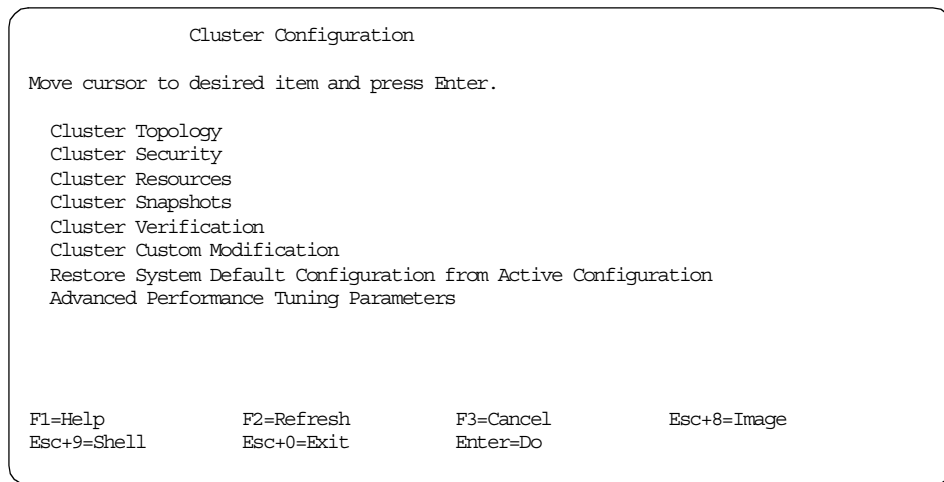 Cluster Configuration
Move cursor to desired item and press Enter.
Cluster Topology
Cluster Security
Cluster Resources
Cluster Snapshots
Cluster Verification
Cluster Custom Modification
Restore System Default Configuration from Active Configuration
Advanced Performance Tuning Parameters
F1=Help F2=Refresh F3=Cancel Esc+8=Image
Esc+9=Shell Esc+0=Exit Enter=Do